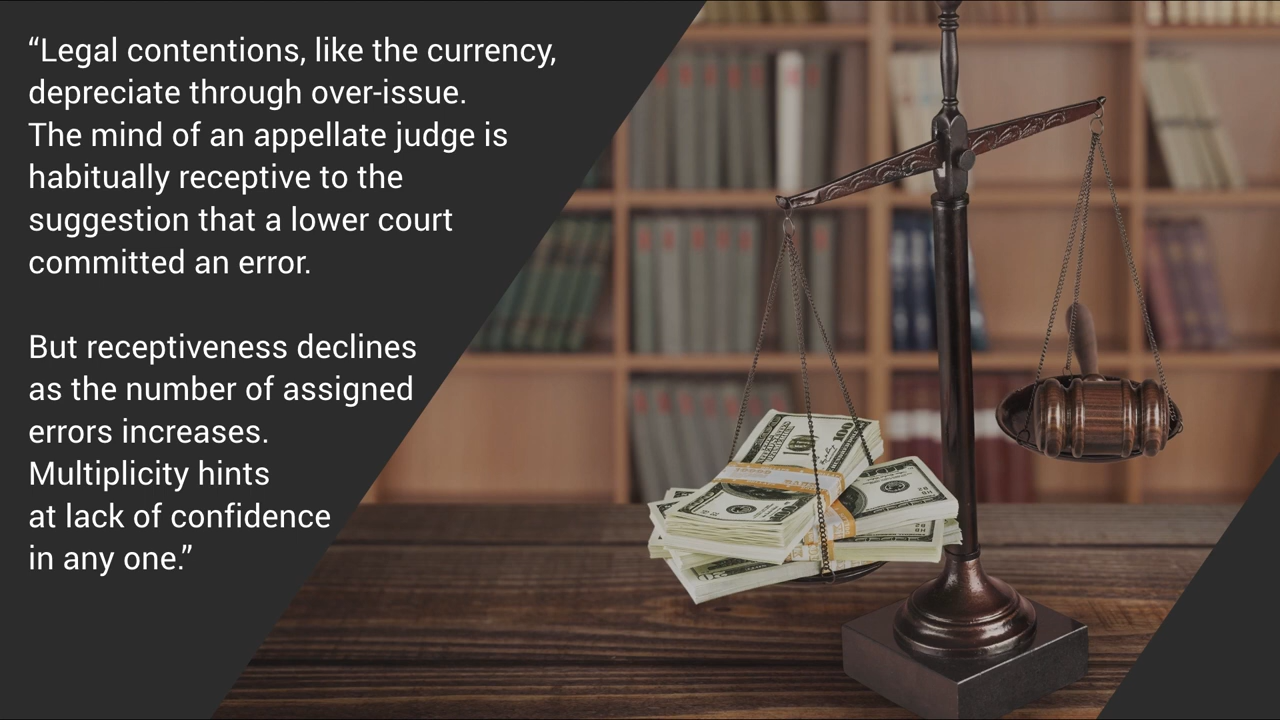 “Legal contentions, like the currency,
depreciate through over-issue.
The mind of an appellate judge is
habitually receptive to the
suggestion that a lower court
committed an error.
But receptiveness declines
as the number of assigned
errors increases.
Multiplicity hints
at lack of confidence
in any one.”
100
100